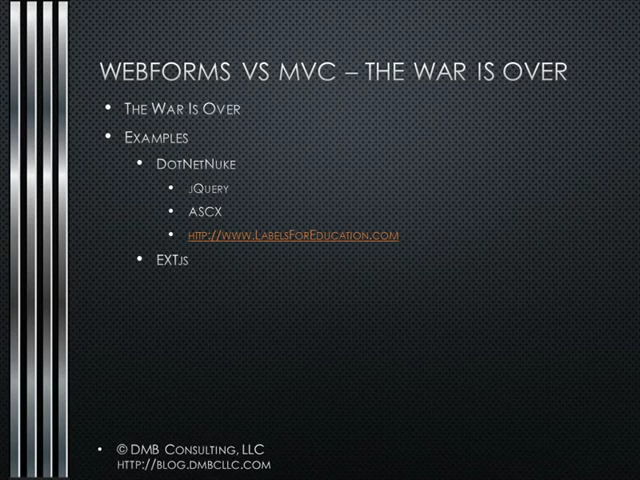 WEBFORMS VS MVC – THE WAR IS OVER
• THE WAR IS OVER
• EXAMPLES
• DOTNETNUKE
• JQUERY
• ASCX
• HTTP://WWW.LABELSFOREDUCATION.COM
• EXTJS
• © DMB CONSULTING, LLC
HTTP://BLOG.DMBCLLC.COM